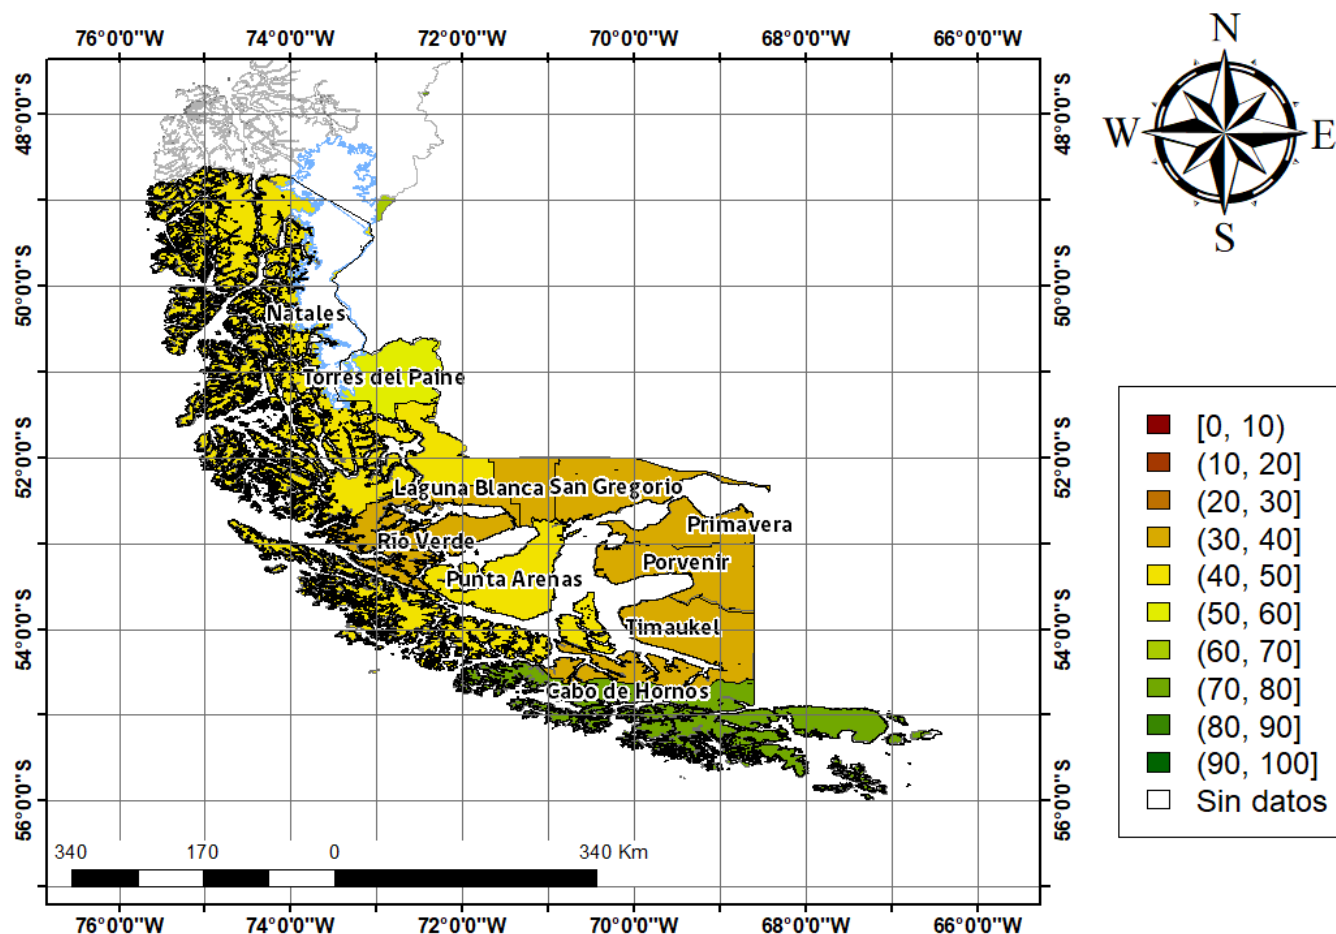 76°0'0"W 74°0'0"W 72°0'0"W 70°0'0"W 68°0'0"W 66°0'0"W
N
W E
S
48°0'0"S 48°0'0"S
50°0'0"S 50°0'0"S
52°0'0"S 52°0'0"S
54°0'0"S 54°0'0"S
56°0'0"S 56°0'0"S
Natales
Torres del Paine
Laguna Blanca San Gregorio
Primavera
Río Verde
Porvenir
Punta Arenas
Timaukel
Cabo de Hornos
340 170 0 340 Km
76°0'0"W 74°0'0"W 72°0'0"W 70°0'0"W 68°0'0"W 66°0'0"W
[0, 10)
(10, 20]
(20, 30]
(30, 40]
(40, 50]
(50, 60]
(60, 70]
(70, 80]
(80, 90]
(90, 100]
Sin datos